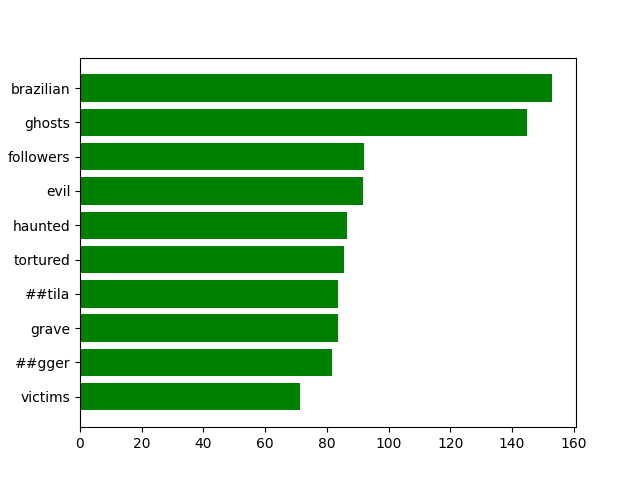 brazilian
ghosts
followers
evil
haunted
tortured
##tila
grave
##gger
victims
0 20 40 60 80 100 120 140 160